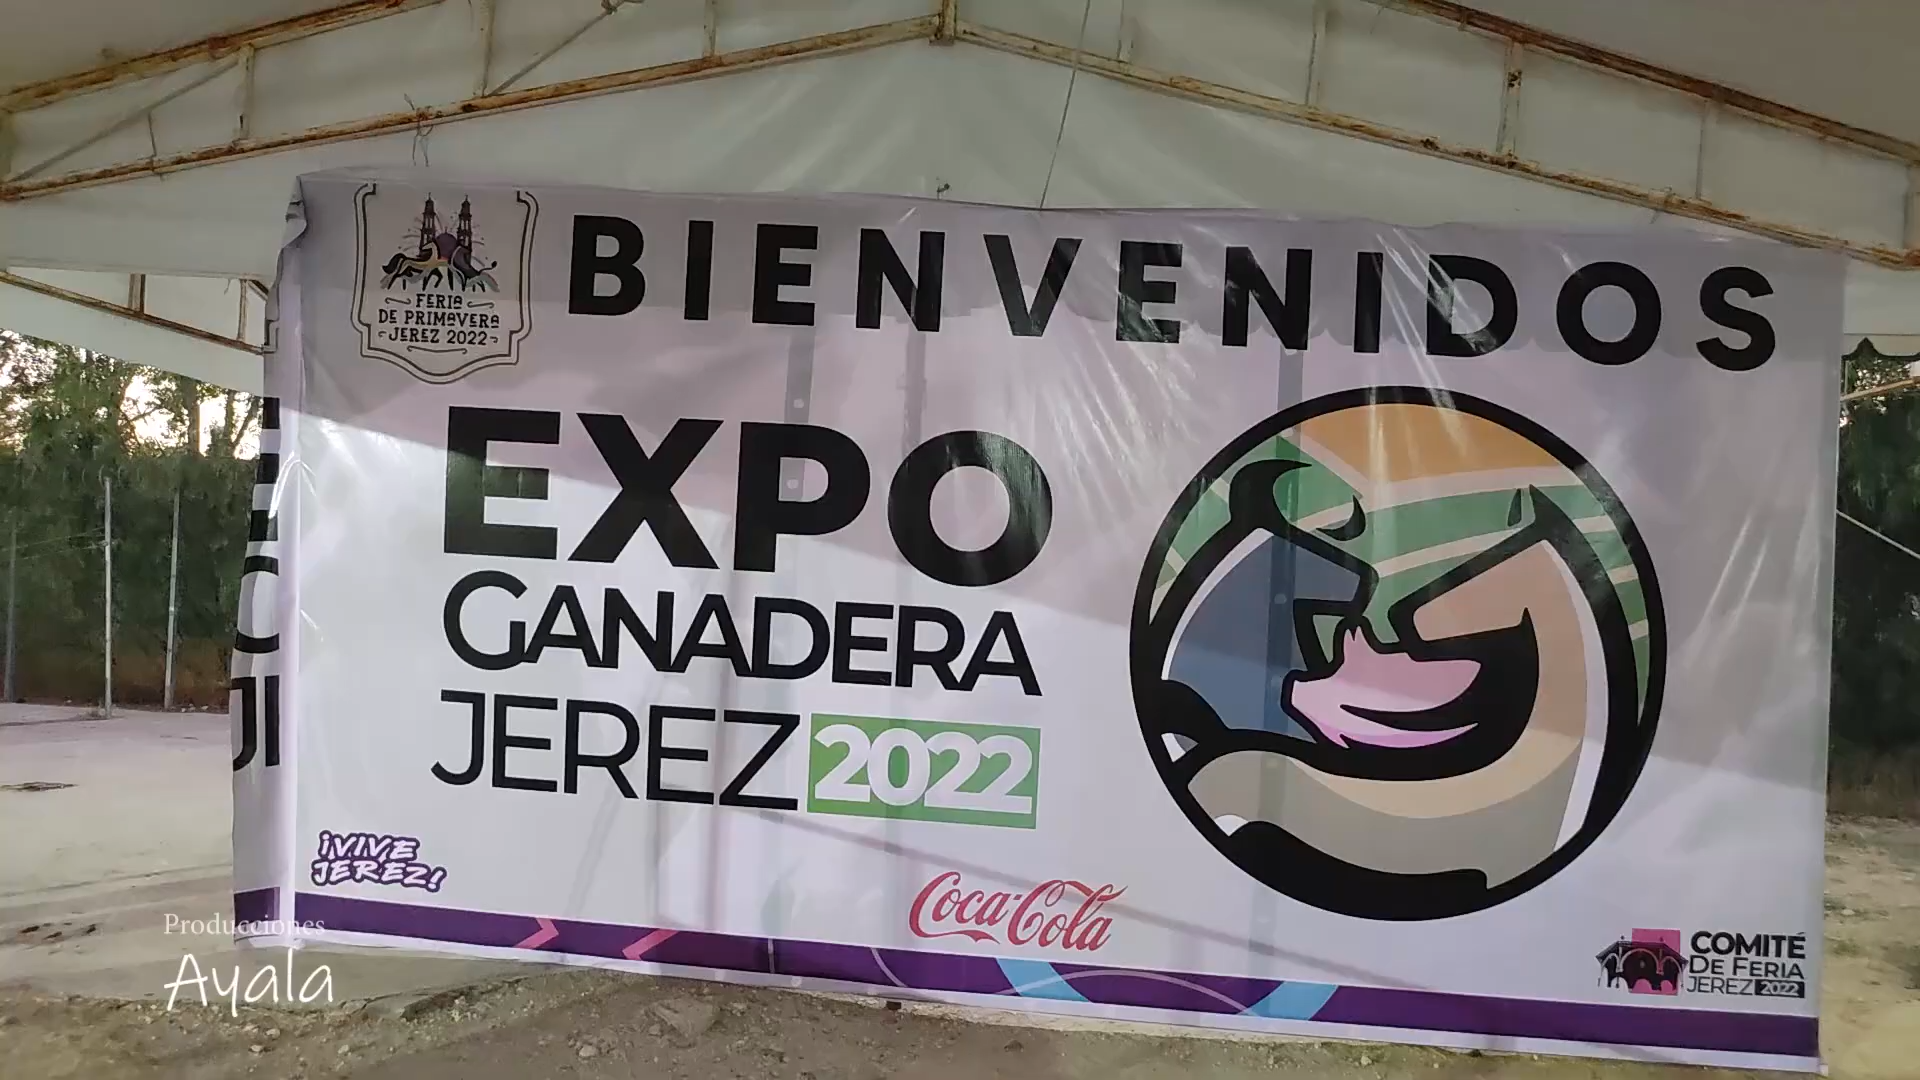 BIENVENIDOS
FERIA
DE PRIMAVERA
JEREZ 2022
EXPO
GANADERA
JEREZ 2022
¡VIVE
JEREZ!
Coca-Cola
COMITÉ
DE FERIA
JEREZ 2022
Producciones
Ayala